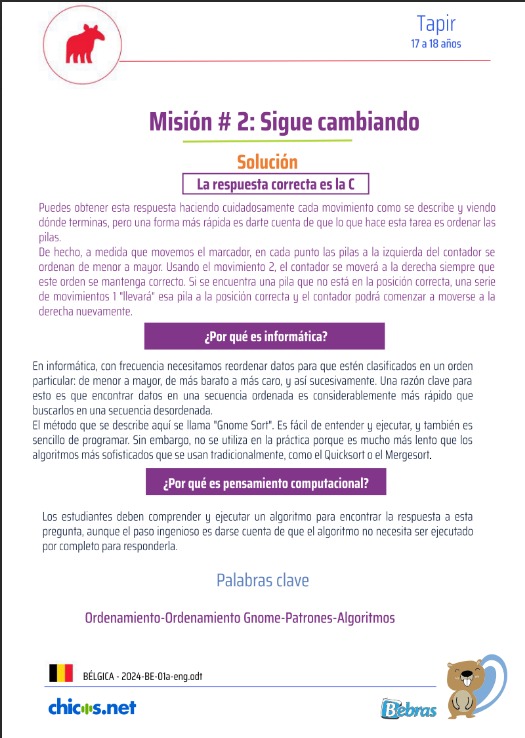 Tapir
17 a 18 años
Misión # 2: Sigue cambiando
Solución
La respuesta correcta es la C
Puedes obtener esta respuesta haciendo cuidadosamente cada movimiento como se describe y viendo
dónde terminas, pero una forma más rápida es darte cuenta de que lo que hace esta tarea es ordenar las
pilas.
De hecho, a medida que movemos el marcador, en cada punto las pilas a la izquierda del contador se
ordenan de menor a mayor. Usando el movimiento 2, el contador se moverá a la derecha siempre que
este orden se mantenga correcto. Si se encuentra una pila que no está en la posición correcta, una serie
de movimientos 1 "llevará" esa pila a la posición correcta y el contador podrá comenzar a moverse a la
derecha nuevamente.
¿Por qué es informática?
En informática, con frecuencia necesitamos reordenar datos para que estén clasificados en un orden
particular: de menor a mayor, de más barato a más caro, y así sucesivamente. Una razón clave para
esto es que encontrar datos en una secuencia ordenada es considerablemente más rápido que
buscarlos en una secuencia desordenada.
El método que se describe aquí se llama "Gnome Sort". Es fácil de entender y ejecutar, y también es
sencillo de programar. Sin embargo, no se utiliza en la práctica porque es mucho más lento que los
algoritmos más sofisticados que se usan tradicionalmente, como el Quicksort o el Mergesort.
¿Por qué es pensamiento computacional?
Los estudiantes deben comprender y ejecutar un algoritmo para encontrar la respuesta a esta
pregunta, aunque el paso ingenioso es darse cuenta de que el algoritmo no necesita ser ejecutado
por completo para responderla.
Palabras clave
Ordenamiento-Ordenamiento Gnome-Patrones-Algoritmos
BÉLGICA - 2024-BE-01a-eng.odt
chicos.net
Bebras